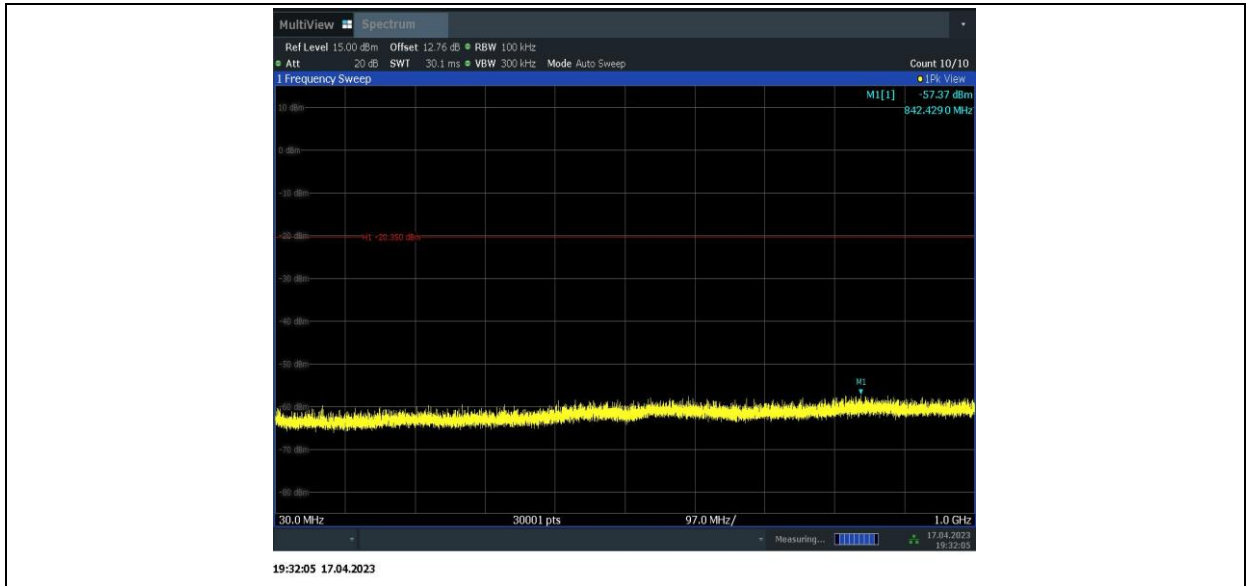 MultiView Spectrum
Ref Level 15.00 dBm Offset 12.76 dB RBW 100 kHz
Att 20 dB SWT 30.1 ms VBW 300 kHz Mode Auto Sweep Count 10/10
1 Frequency Sweep 1Pk View
M1[1] -57.37 dBm
842.4290 MHz
10 dBm
0 dBm
-10 dBm
-20 dBm H1 -20.350 dBm
-30 dBm
-40 dBm
-50 dBm
M1
-60 dBm
-70 dBm
-80 dBm
30.0 MHz 30001 pts 97.0 MHz/ 1.0 GHz
Measuring... 17.04.2023
19:32:05
19:32:05 17.04.2023